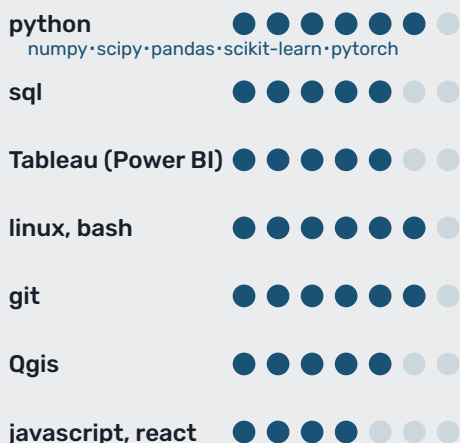 python
numpy·scipy·pandas·scikit-learn·pytorch
sql
Tableau (Power BI)
linux, bash
git
Qgis
javascript, react